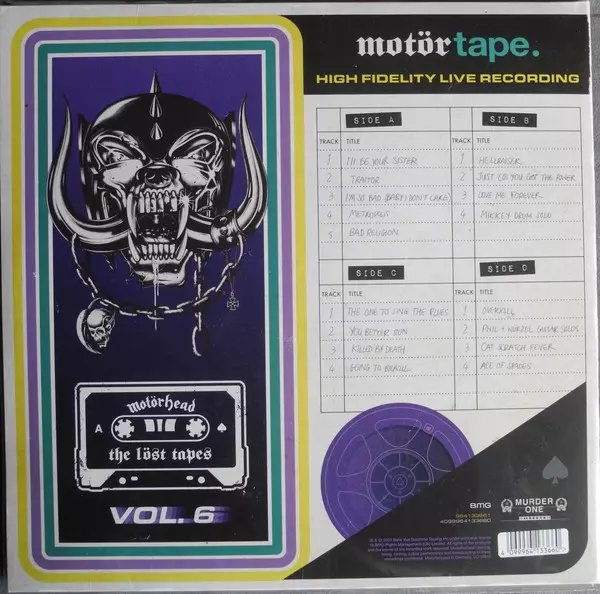 motörtape.
HIGH FIDELITY LIVE RECORDING
SIDE A
TRACK TITLE
1 I'LL BE YOUR SISTER
2 TRAITOR
3 I'M SO BAD (BABY I DON'T CARE)
4 METROPOLIS
5 BAD RELIGION
SIDE B
TRACK TITLE
1 HELLRAISER
2 JUST 'COS YOU GOT THE POWER
3 LOVE ME FOREVER
4 MICKEY DRUM SOLO
SIDE C
TRACK TITLE
1 THE ONE TO SING THE BLUES
2 YOU BETTER RUN
3 KILLED BY DEATH
4 GOING TO BRAZIL
SIDE D
TRACK TITLE
1 OVERKILL
2 PHIL + WURZEL GUITAR SOLOS
3 CAT SCRATCH FEVER
4 ACE OF SPADES
motörhead
A
the löst tapes
VOL. 6
BMG
964133661
4099964133660
MURDER
ONE
4 099964 133660